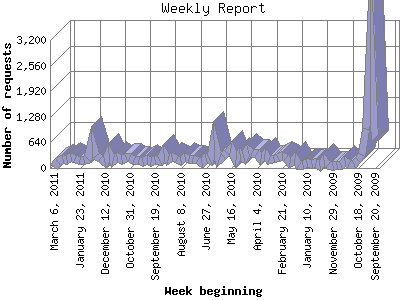 Weekly Report
3,200
2,560
1,920
1,280
640
0
Number of requests
March 6, 2011
January 23, 2011
December 12, 2010
October 31, 2010
September 19, 2010
August 8, 2010
June 27, 2010
May 16, 2010
April 4, 2010
February 21, 2010
January 10, 2010
November 29, 2009
October 18, 2009
September 20, 2009
Week beginning